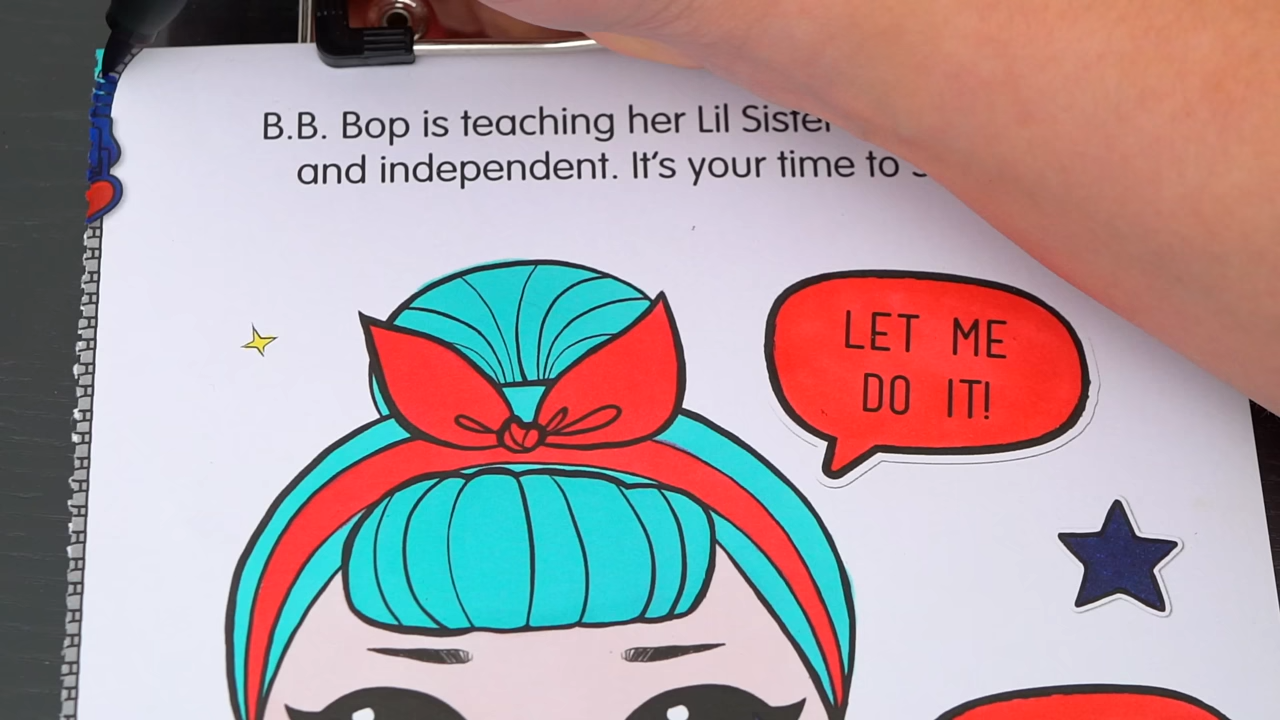 B.B. Bop is teaching her Lil Sister
and independent. It's your time to
LET ME
DO IT!